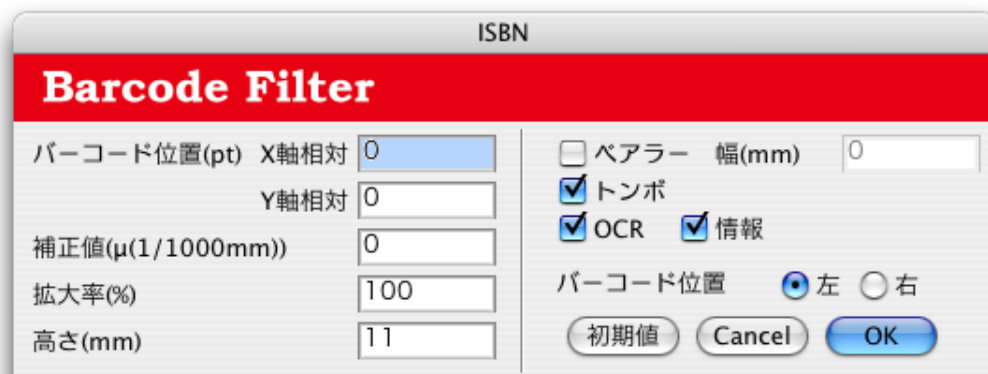 ISBN
Barcode Filter
バーコード位置(pt) X軸相対 0
Y軸相対 0
補正値(μ(1/1000mm)) 0
拡大率(%) 100
高さ(mm) 11
ベアラー 幅(mm) 0
トンボ
OCR 情報
バーコード位置 左 右
初期値 Cancel OK